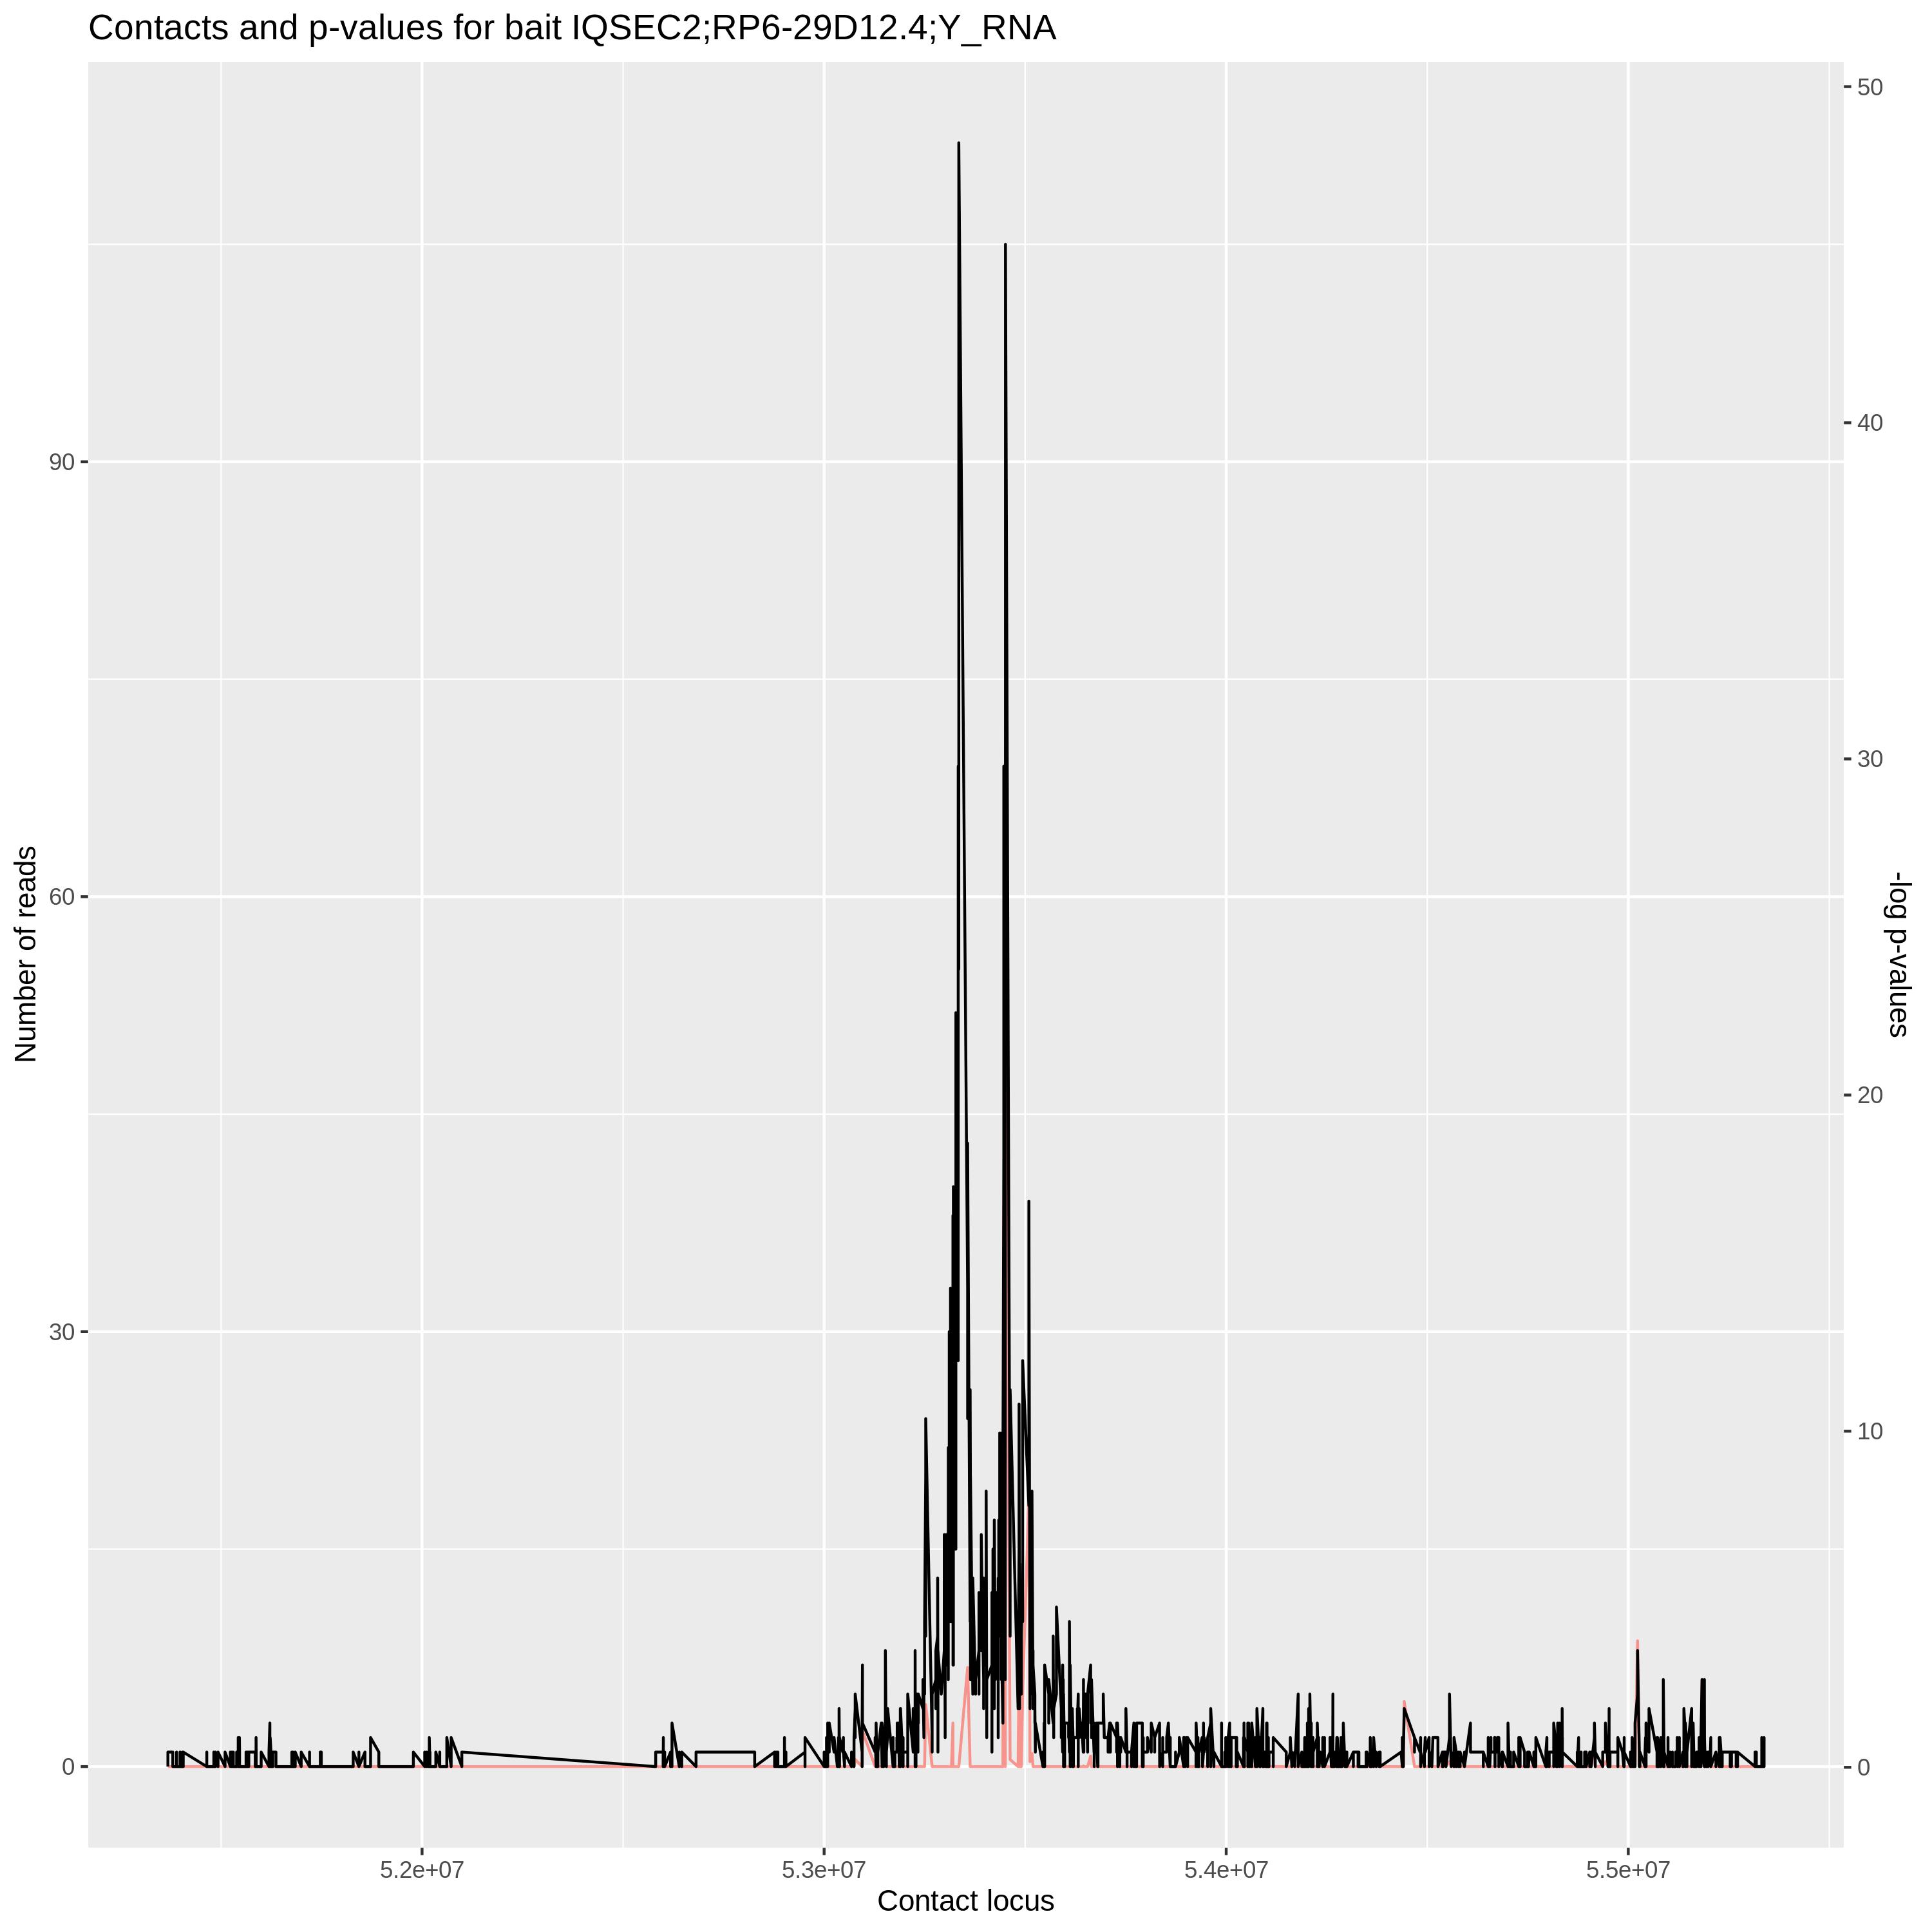 Contacts and p-values for bait IQSEC2;RP6-29D12.4;Y_RNA
50
40
90
30
60
20
30
10
0
0
Number of reads
-log p-values
5.2e+07
5.3e+07
5.4e+07
5.5e+07
Contact locus